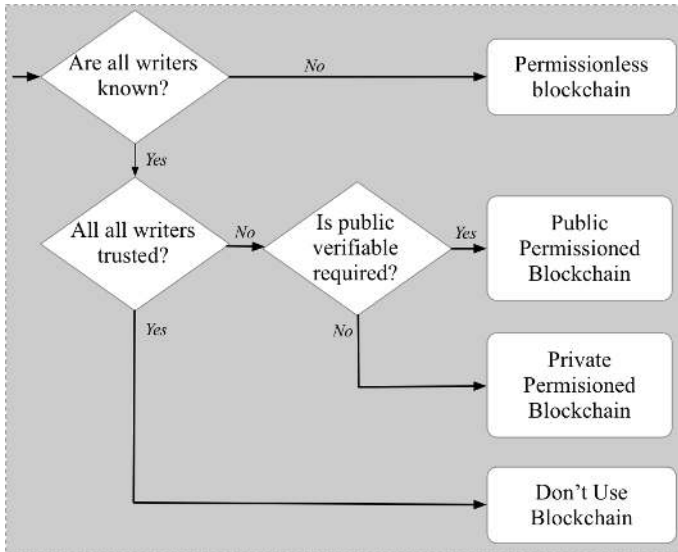 Are all writers
known?
No
Permissionless
blockchain
Yes
All all writers
trusted?
No
Is public
verifiable
required?
Yes
Public
Permissioned
Blockchain
Yes
No
Private
Permisioned
Blockchain
Don't Use
Blockchain